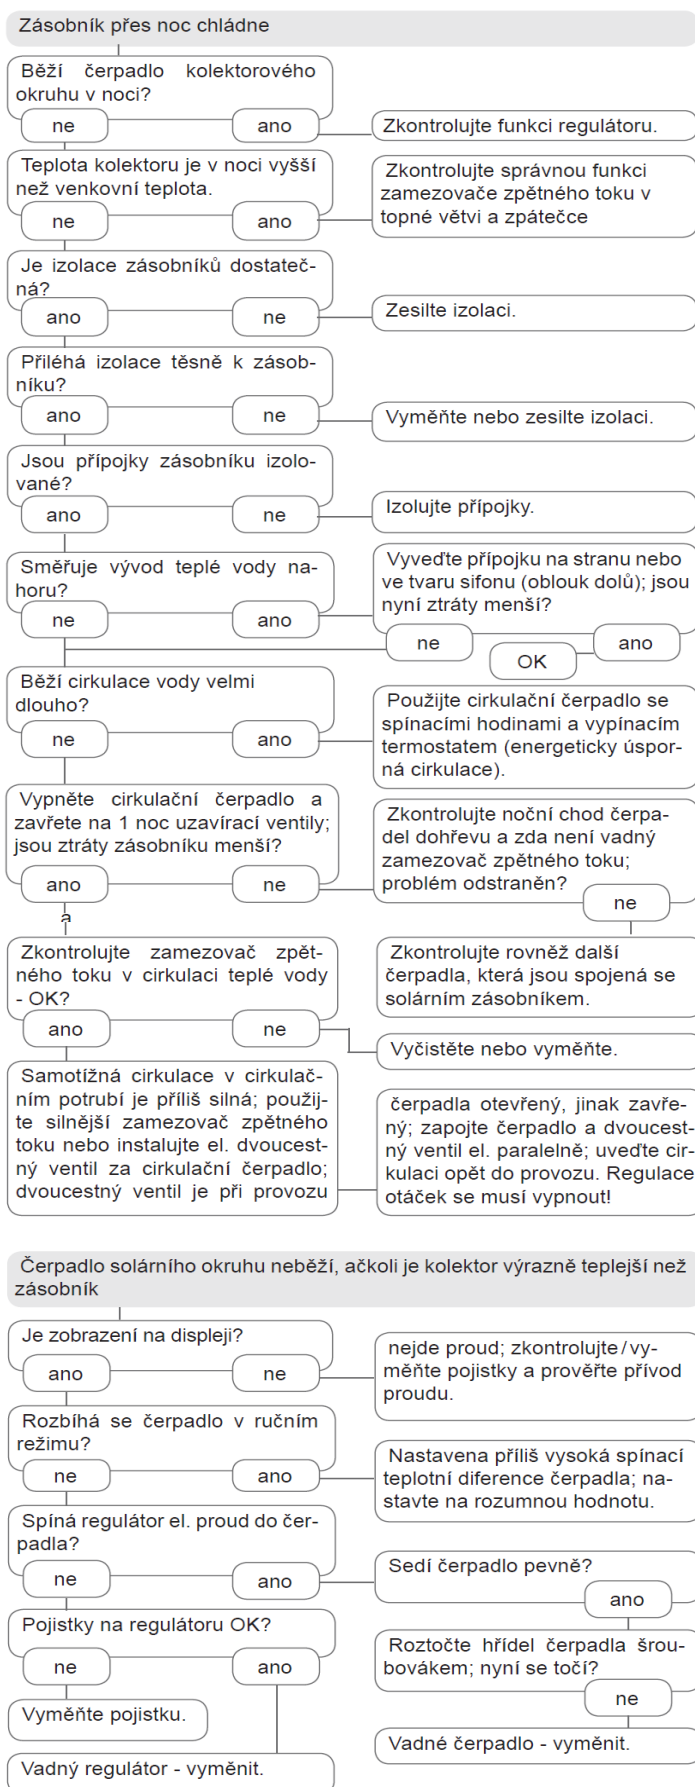 Zásobník přes noc chládne
Běží čerpadlo kolektorového
okruhu v noci?
ne
ano
Zkontrolujte funkci regulátoru.
Teplota kolektoru je v noci vyšší
než venkovní teplota.
ne
ano
Zkontrolujte správnou funkci
zamezovače zpětného toku v
topné větvi a zpátečce
Je izolace zásobníků dostateč-
ná?
ano
ne
Zesilte izolaci.
Přiléhá izolace těsně k zásob-
níku?
ano
ne
Vyměňte nebo zesilte izolaci.
Jsou přípojky zásobníku izolo-
vané?
ano
ne
Izolujte přípojky.
Směřuje vývod teplé vody na-
horu?
ne
ano
Vyveďte přípojku na stranu nebo
ve tvaru sifonu (oblouk dolů); jsou
nyní ztráty menší?
ne
ano
OK
Běží cirkulace vody velmi
dlouho?
ne
ano
Použijte cirkulační čerpadlo se
spínacími hodinami a vypínacím
termostatem (energeticky úspor-
ná cirkulace).
Vypněte cirkulační čerpadlo a
zavřete na 1 noc uzavírací ventily;
jsou ztráty zásobníku menší?
ano
ne
a
Zkontrolujte noční chod čerpa-
del dohřevu a zda není vadný
zamezovač zpětného toku;
problém odstraněn?
ne
Zkontrolujte zamezovač zpět-
ného toku v cirkulaci teplé vody
- OK?
ano
ne
Zkontrolujte rovněž další
čerpadla, která jsou spojená se
solárním zásobníkem.
Vyčistěte nebo vyměňte.
Samotížná cirkulace v cirkulač-
ním potrubí je příliš silná; použij-
te silnější zamezovač zpětného
toku nebo instalujte el. dvoucest-
ný ventil za cirkulační čerpadlo;
dvoucestný ventil je při provozu
čerpadla otevřený, jinak zavře-
ný; zapojte čerpadlo a dvoucest-
ný ventil el. paralelně; uveďte cir-
kulaci opět do provozu. Regulace
otáček se musí vypnout!
Čerpadlo solárního okruhu neběží, ačkoli je kolektor výrazně teplejší než
zásobník
Je zobrazení na displeji?
ano
ne
nejde proud; zkontrolujte/vy-
měňte pojistky a prověřte přívod
proudu.
Rozbíhá se čerpadlo v ručním
režimu?
ne
ano
Nastavena příliš vysoká spínací
teplotní diference čerpadla; na-
stavte na rozumnou hodnotu.
Spíná regulátor el. proud do čer-
padla?
ne
ano
Sedí čerpadlo pevně?
ano
Pojistky na regulátoru OK?
ne
ano
Roztočte hřídel čerpadla šrou-
bovákem; nyní se točí?
ne
Vyměňte pojistku.
Vadné čerpadlo - vyměnit.
Vadný regulátor - vyměnit.